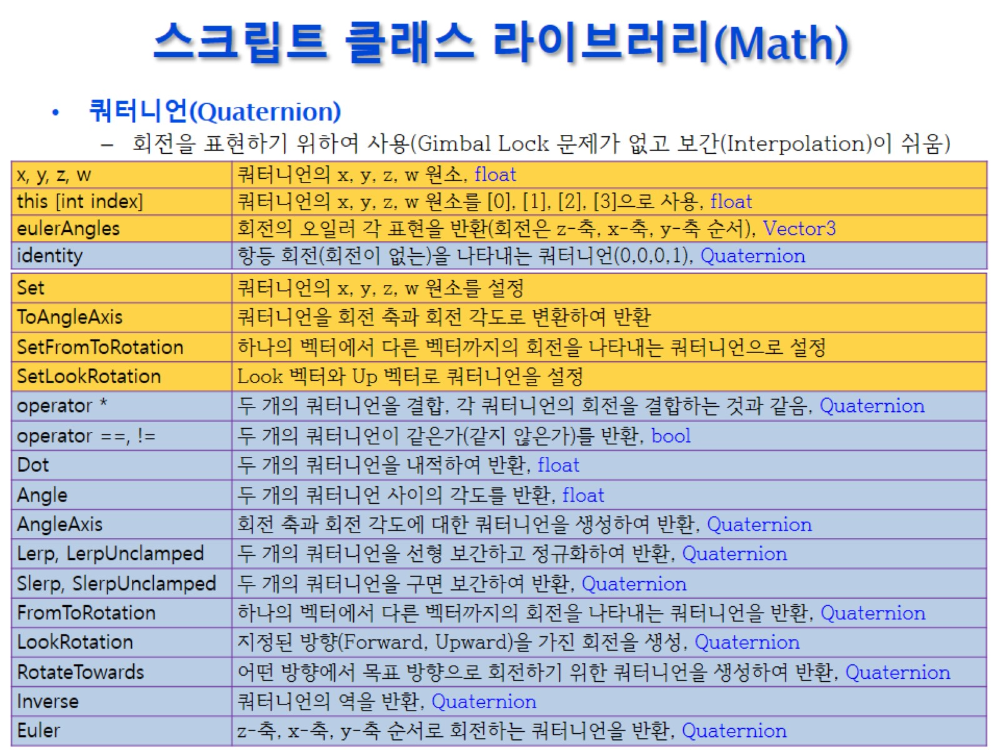 스크립트 클래스 라이브러리(Math)
• 쿼터니언(Quaternion)
– 회전을 표현하기 위하여 사용(Gimbal Lock 문제가 없고 보간(Interpolation)이 쉬움)
x, y, z, w 쿼터니언의 x, y, z, w 원소, float
this [int index] 쿼터니언의 x, y, z, w 원소를 [0], [1], [2], [3]으로 사용, float
eulerAngles 회전의 오일러 각 표현을 반환(회전은 z-축, x-축, y-축 순서), Vector3
identity 항등 회전(회전이 없는)을 나타내는 쿼터니언(0,0,0,1), Quaternion
Set 쿼터니언의 x, y, z, w 원소를 설정
ToAngleAxis 쿼터니언을 회전 축과 회전 각도로 변환하여 반환
SetFromToRotation 하나의 벡터에서 다른 벡터까지의 회전을 나타내는 쿼터니언으로 설정
SetLookRotation Look 벡터와 Up 벡터로 쿼터니언을 설정
operator * 두 개의 쿼터니언을 결합, 각 쿼터니언의 회전을 결합하는 것과 같음, Quaternion
operator ==, != 두 개의 쿼터니언이 같은가(같지 않은가)를 반환, bool
Dot 두 개의 쿼터니언을 내적하여 반환, float
Angle 두 개의 쿼터니언 사이의 각도를 반환, float
AngleAxis 회전 축과 회전 각도에 대한 쿼터니언을 생성하여 반환, Quaternion
Lerp, LerpUnclamped 두 개의 쿼터니언을 선형 보간하고 정규화하여 반환, Quaternion
Slerp, SlerpUnclamped 두 개의 쿼터니언을 구면 보간하여 반환, Quaternion
FromToRotation 하나의 벡터에서 다른 벡터까지의 회전을 나타내는 쿼터니언을 반환, Quaternion
LookRotation 지정된 방향(Forward, Upward)을 가진 회전을 생성, Quaternion
RotateTowards 어떤 방향에서 목표 방향으로 회전하기 위한 쿼터니언을 생성하여 반환, Quaternion
Inverse 쿼터니언의 역을 반환, Quaternion
Euler z-축, x-축, y-축 순서로 회전하는 쿼터니언을 반환, Quaternion